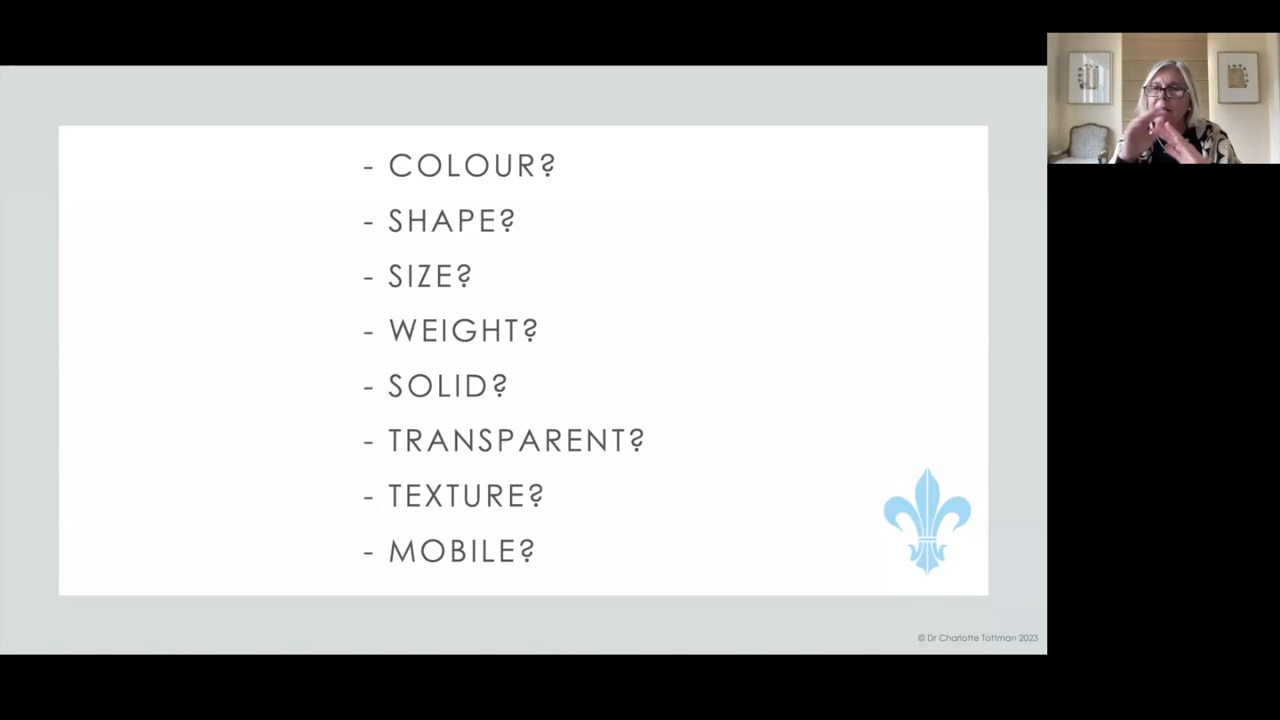 - COLOUR?
- SHAPE?
- SIZE?
- WEIGHT?
- SOLID?
- TRANSPARENT?
- TEXTURE?
- MOBILE?
© Dr Charlotte Tottman 2023